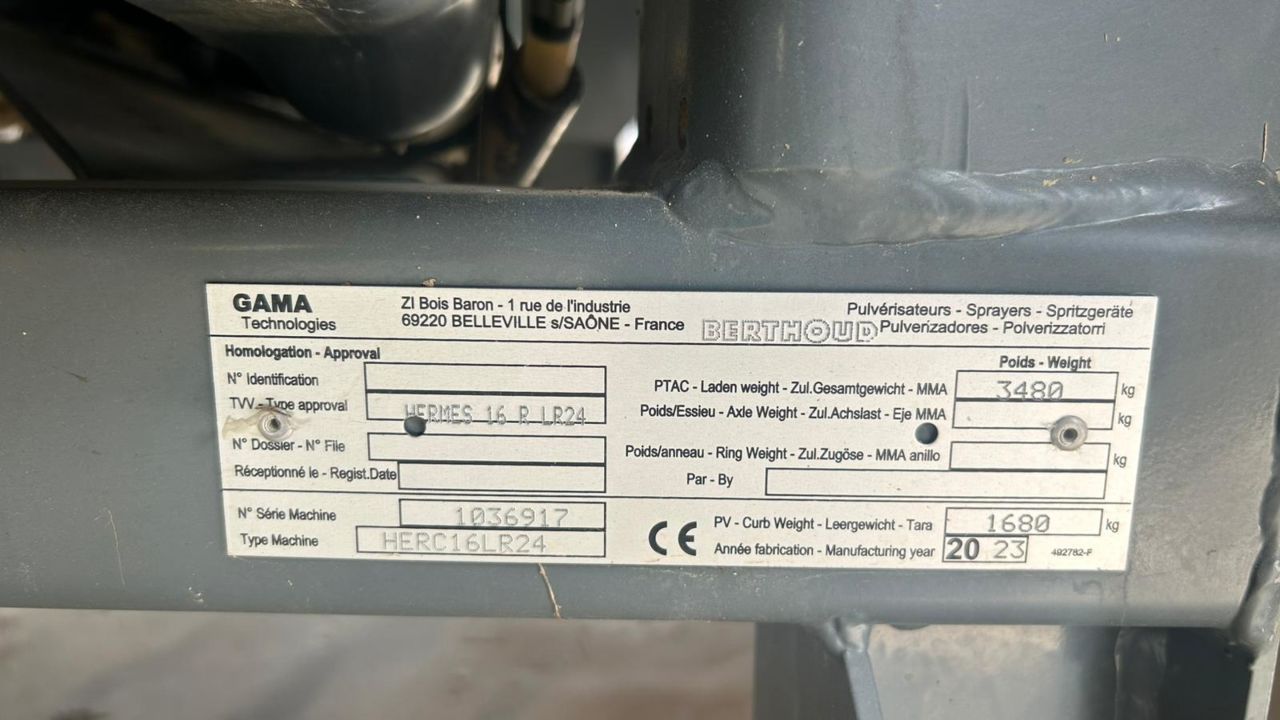 GAMA
Technologies
ZI Bois Baron - 1 rue de l'industrie
69220 BELLEVILLE s/SAÔNE - France
BERTHOUD
Pulvérisateurs - Sprayers - Spritzgeräte
Pulverizadores - Polverizzatorri
Homologation - Approval
N° Identification
TVV - Type approval HERMES 16 R LR24
N° Dossier - N° File
Réceptionné le - Regist.Date
Poids - Weight
PTAC - Laden weight - Zul.Gesamtgewicht - MMA 3480 kg
Poids/Essieu - Axle Weight - Zul.Achslast - Eje MMA kg
Poids/anneau - Ring Weight - Zul.Zugöse - MMA anillo kg
Par - By
N° Série Machine 1036917
Type Machine HERC16LR24
CE
PV - Curb Weight - Leergewicht - Tara 1680 kg
Année fabrication - Manufacturing year 20 23
492782-F